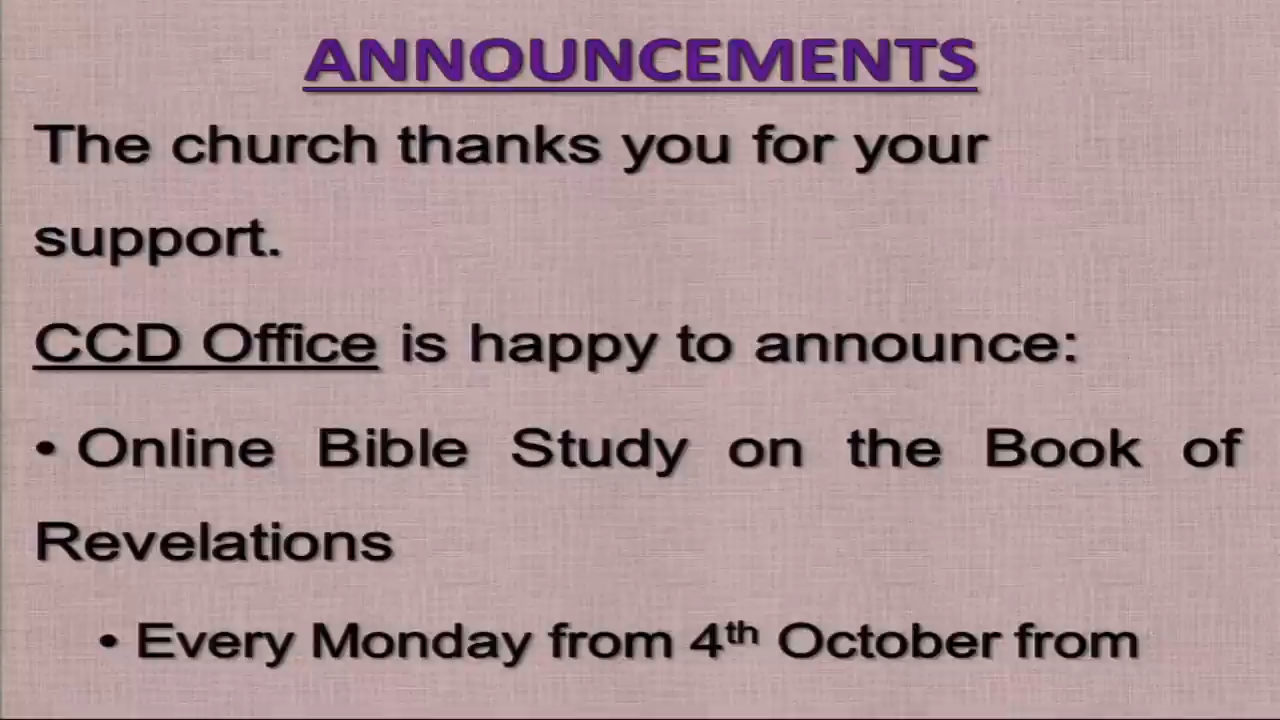 ANNOUNCEMENTS
The church thanks you for your
support.
CCD Office is happy to announce:
• Online Bible Study on the Book of
Revelations
• Every Monday from 4th October from